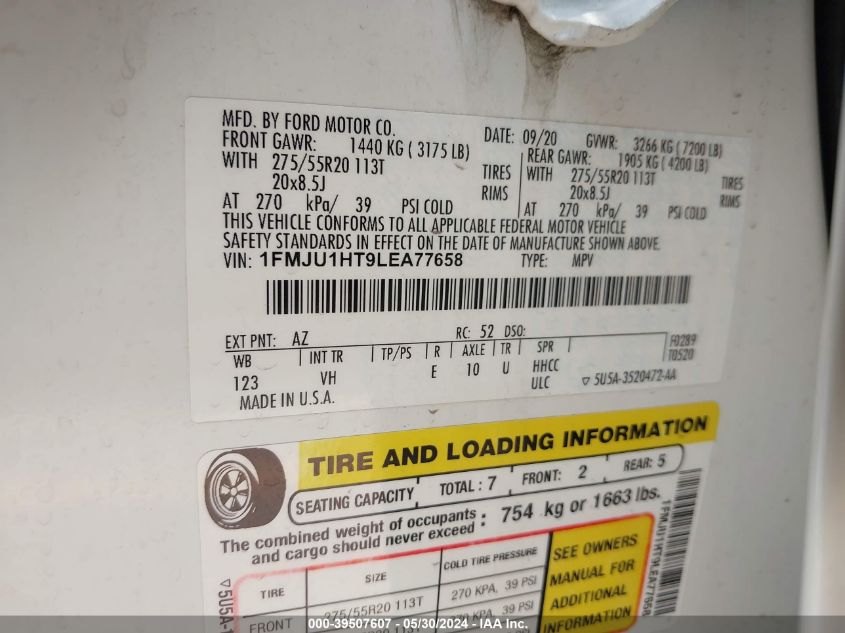 MFD. BY FORD MOTOR CO.
DATE: 09/20 GVWR: 3266 KG ( 7200 LB)
FRONT GAWR: 1440 KG ( 3175 LB)
REAR GAWR: 1905 KG ( 4200 LB)
WITH 275/55R20 113T TIRES
WITH 275/55R20 113T TIRES
20x8.5J RIMS
20x8.5J RIMS
AT 270 kPa/ 39 PSI COLD
AT 270 kPa/ 39 PSI COLD
THIS VEHICLE CONFORMS TO ALL APPLICABLE FEDERAL MOTOR VEHICLE
SAFETY STANDARDS IN EFFECT ON THE DATE OF MANUFACTURE SHOWN ABOVE.
VIN: 1FMJU1HT9LEA77658 TYPE: MPV
EXT PNT: AZ RC: 52 DSO:
WB INT TR TP/PS R AXLE TR SPR F0289
T0520
123 VH E 10 U HHCC
ULC ▽ 5U5A-3520472-AA
MADE IN U.S.A.
TIRE AND LOADING INFORMATION
SEATING CAPACITY TOTAL: 7 FRONT: 2 REAR: 5
The combined weight of occupants and cargo should never exceed : 754 kg or 1663 lbs.
TIRE SIZE COLD TIRE PRESSURE
FRONT 275/55R20 113T 270 KPA, 39 PSI
SEE OWNERS
MANUAL FOR
ADDITIONAL
INFORMATION
1FMJU1HT9LEA77658
▽5U5A-
000-39507607 - 05/30/2024 - IAA Inc.